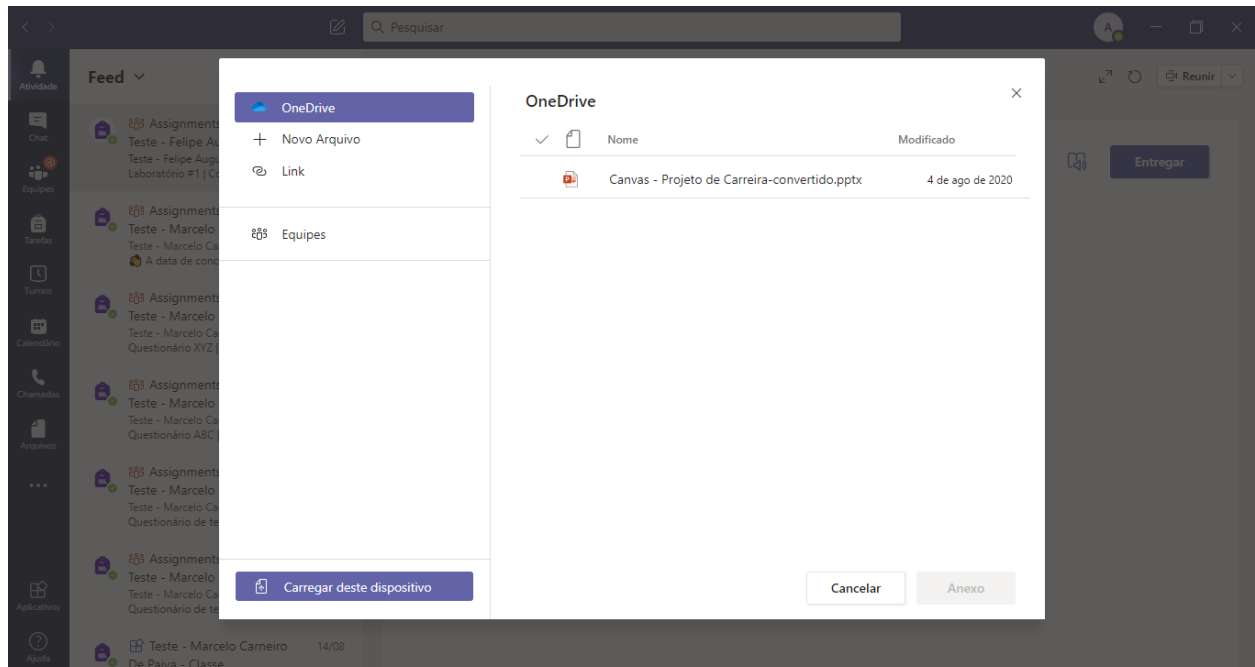 Pesquisar
A
Atividade
Chat
Equipes
Tarefas
Turnos
Calendário
Chamadas
Arquivos
Aplicativos
Ajuda
Feed
Assignments
Teste - Felipe Au
Teste - Felipe Augu
Laboratório #1 | Co
Assignments
Teste - Marcelo
Teste - Marcelo Ca
A data de conc
Assignments
Teste - Marcelo
Teste - Marcelo Ca
Questionário XYZ |
Assignments
Teste - Marcelo
Teste - Marcelo Ca
Questionário ABC |
Assignments
Teste - Marcelo
Teste - Marcelo Ca
Questionário de te
Assignments
Teste - Marcelo
Teste - Marcelo Ca
Questionário de te
Teste - Marcelo Carneiro 14/08
De Paiva - Classe
Reunir
Entregar
OneDrive
Novo Arquivo
Link
Equipes
Carregar deste dispositivo
OneDrive
Nome Modificado
Canvas - Projeto de Carreira-convertido.pptx 4 de ago de 2020
Cancelar Anexo